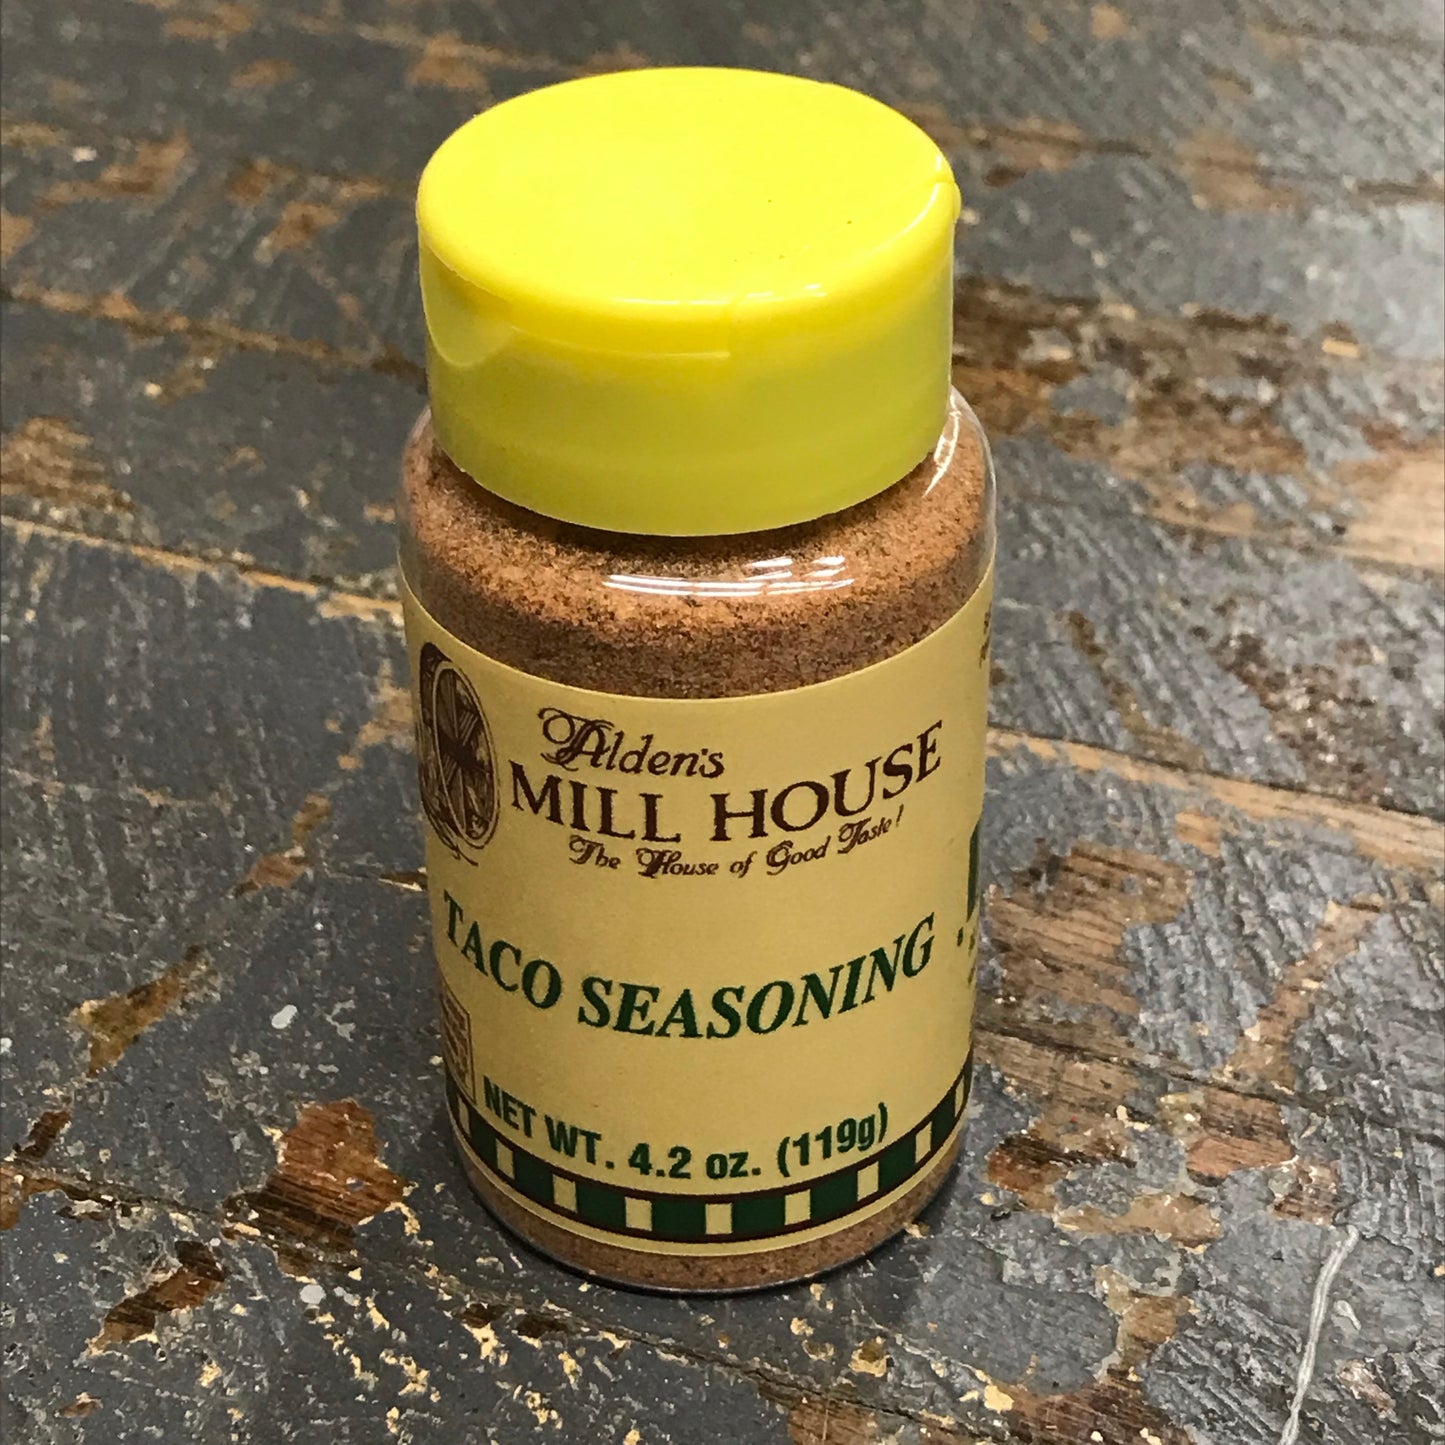 Alden's
MILL HOUSE
The House of Good Taste!
TACO SEASONING
NET WT. 4.2 oz. (119g)